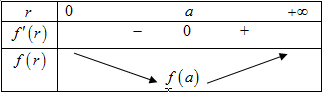 r 0 a +∞
f'(r) − 0 +
f(r)
f(a)